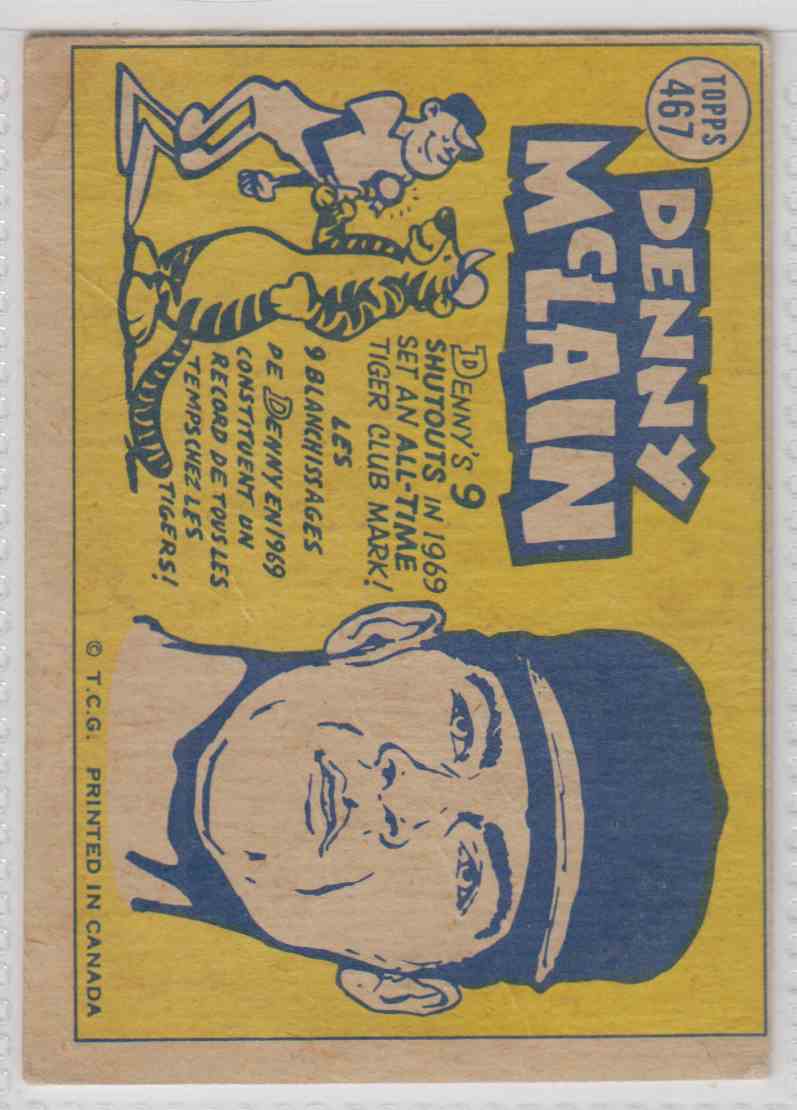 TOPPS
467
DENNY
McLAIN
DENNY'S 9
SHUTOUTS IN 1969
SET AN ALL-TIME
TIGER CLUB MARK!
LES
9 BLANCHISSAGES
DE DENNY EN 1969
CONSTITUENT UN
RECORD DE TOUS LES
TEMPS CHEZ LES
TIGERS!
© T.C.G. PRINTED IN CANADA